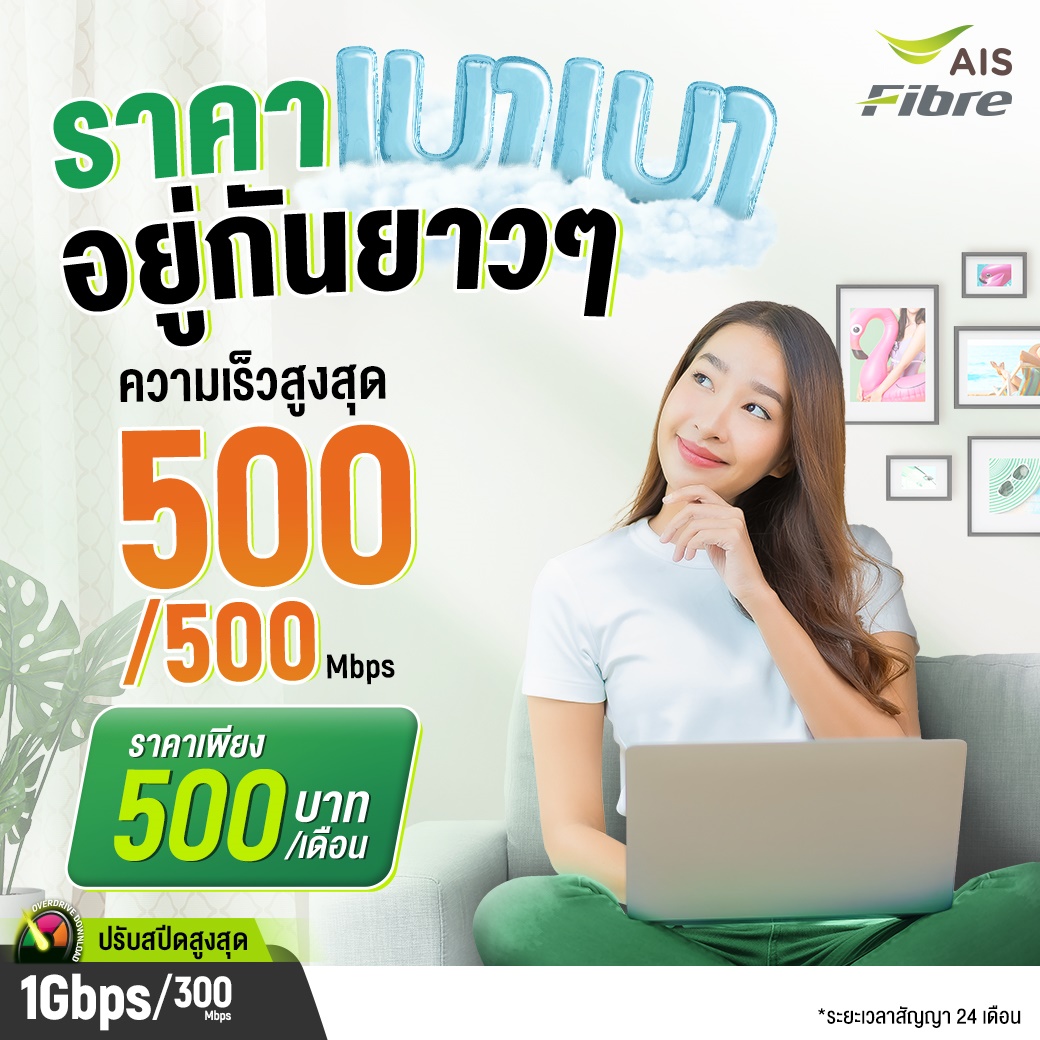 AIS
Fibre
ราคาเบาเบา
อยู่กันยาวๆ
ความเร็วสูงสุด
500
/500 Mbps
ราคาเพียง
500 บาท
/เดือน
OVERDRIVE DOWNLOAD
ปรับสปีดสูงสุด
1Gbps/300
Mbps
*ระยะเวลาสัญญา 24 เดือน